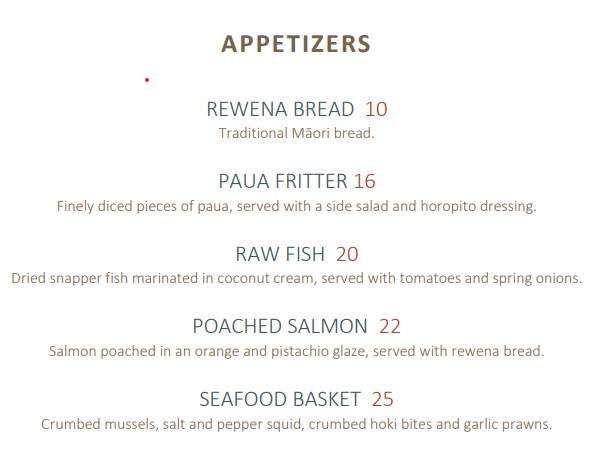 APPETIZERS
REWENA BREAD 10
Traditional Māori bread.
PAUA FRITTER 16
Finely diced pieces of paua, served with a side salad and horopito dressing.
RAW FISH 20
Dried snapper fish marinated in coconut cream, served with tomatoes and spring onions.
POACHED SALMON 22
Salmon poached in an orange and pistachio glaze, served with rewena bread.
SEAFOOD BASKET 25
Crumbed mussels, salt and pepper squid, crumbed hoki bites and garlic prawns.